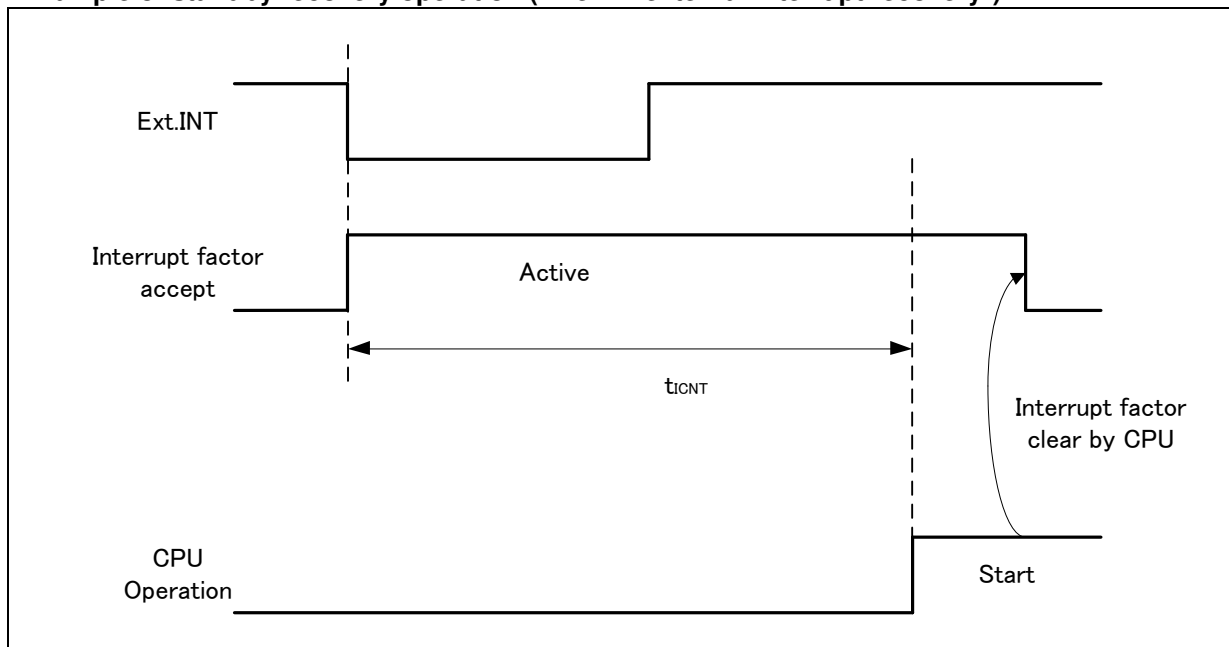 Ext.INT
Interrupt factor
accept
Active
tICNT
Interrupt factor
clear by CPU
CPU
Operation
Start